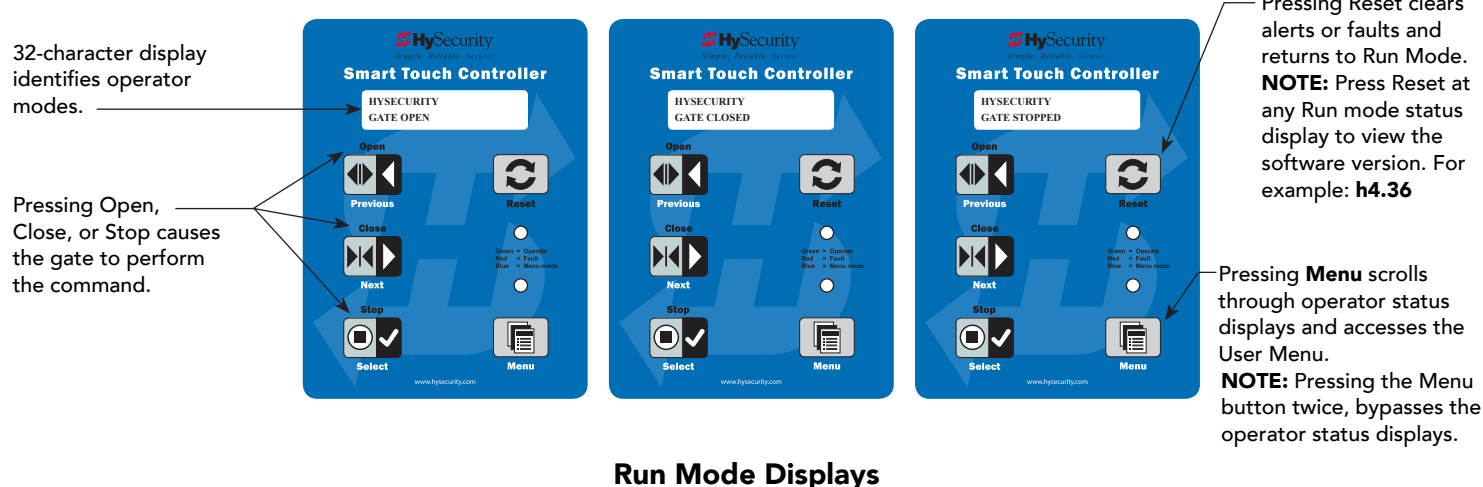 32-character display
identifies operator
modes.
Pressing Open,
Close, or Stop causes
the gate to perform
the command.
HySecurity
Simple. Reliable. Secure.
Smart Touch Controller
HYSECURITY
GATE OPEN
Open
Previous
Reset
Close
Green = Operate
Red = Fault
Blue = Menu mode
Next
Stop
Select
Menu
www.hysecurity.com
HySecurity
Simple. Reliable. Secure.
Smart Touch Controller
HYSECURITY
GATE CLOSED
Open
Previous
Reset
Close
Green = Operate
Red = Fault
Blue = Menu mode
Next
Stop
Select
Menu
www.hysecurity.com
HySecurity
Simple. Reliable. Secure.
Smart Touch Controller
HYSECURITY
GATE STOPPED
Open
Previous
Reset
Close
Green = Operate
Red = Fault
Blue = Menu mode
Next
Stop
Select
Menu
www.hysecurity.com
Pressing Reset clears
alerts or faults and
returns to Run Mode.
NOTE: Press Reset at
any Run mode status
display to view the
software version. For
example: h4.36
Pressing Menu scrolls
through operator status
displays and accesses the
User Menu.
NOTE: Pressing the Menu
button twice, bypasses the
operator status displays.
Run Mode Displays